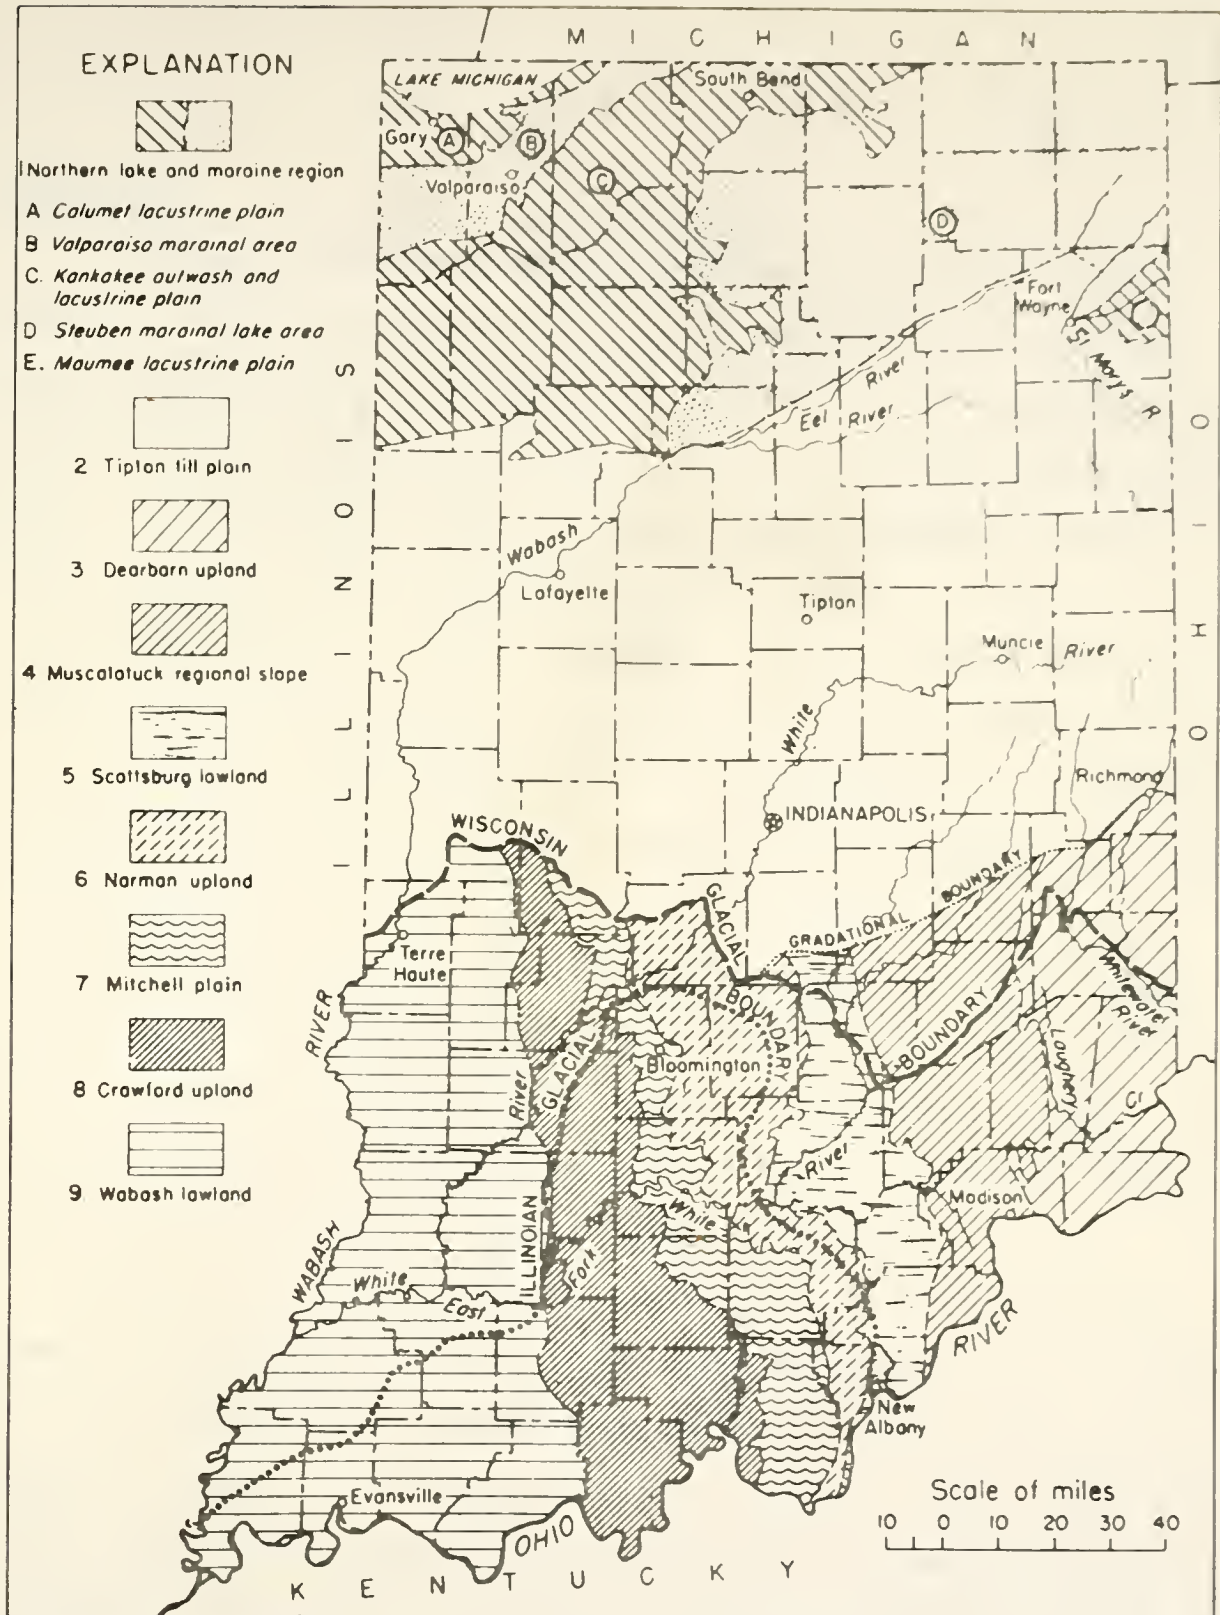 EXPLANATION
1 Northern lake and moraine region
A Calumet lacustrine plain
B Valparaiso morainal area
C. Kankakee outwash and
lacustrine plain
D Steuben morainal lake area
E. Maumee lacustrine plain
2 Tipton till plain
3 Dearborn upland
4 Muscatatuck regional slope
5 Scottsburg lowland
6 Norman upland
7 Mitchell plain
8 Crawford upland
9 Wabash lowland
MICHIGAN
LAKE MICHIGAN
South Bend
Gary
A
B
Valparaiso
C
D
Fort
Wayne
St Marys R
River
Eel River
ILLINOIS
OHIO
Wabash
Lafayette
Tipton
Muncie
River
White
Richmond
INDIANAPOLIS
WISCONSIN
GLACIAL
BOUNDARY
GRADATIONAL
BOUNDARY
BOUNDARY
Terre
Haute
Whitewater
River
RIVER
GLACIAL
River
Bloomington
Laughery
Cr
River
Madison
White
ILLINOIAN
Fork
WABASH
White
East
RIVER
New
Albany
Evansville
OHIO
KENTUCKY
Scale of miles
10 0 10 20 30 40